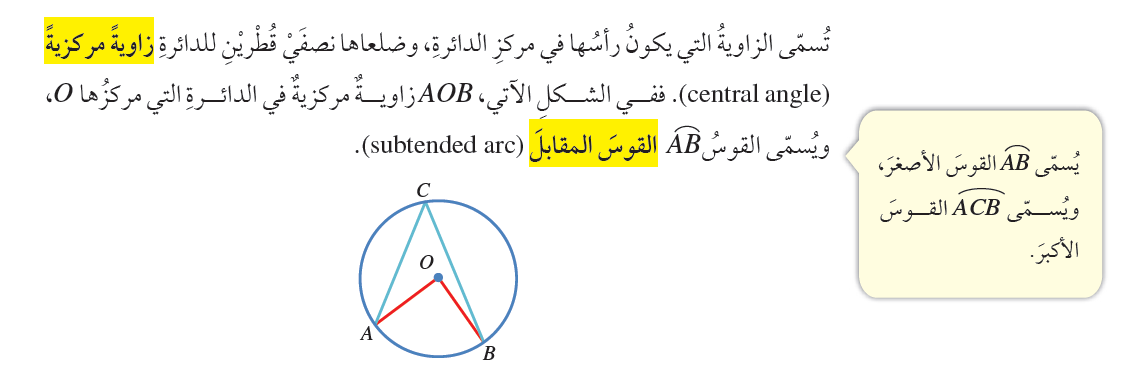 تُسمّى الزاويةُ التي يكونُ رأسُها في مركزِ الدائرةِ، وضلعاها نصفَيْ قُطْريْنِ للدائرةِ زاويةً مركزيةً
(central angle). ففــي الشــكلِ الآتي، AOB زاويــةٌ مركزيةٌ في الدائــرةِ التي مركزُها O،
ويُسمّى القوسُ AB القوسَ المقابلَ (subtended arc).
يُسمّى AB القوسَ الأصغرَ،
ويُســمّى ACB القــوسَ
الأكبرَ.
C
O
A
B